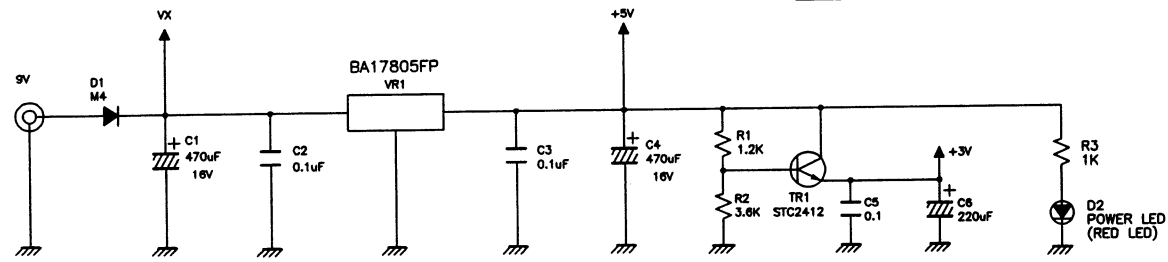 VX
+5V
9V
D1
M4
BA17805FP
VR1
C1
470uF
16V
C2
0.1uF
C3
0.1uF
C4
470uF
16V
R1
1.2K
R2
3.6K
TR1
STC2412
C5
0.1
+3V
C6
220uF
R3
1K
D2
POWER LED
(RED LED)